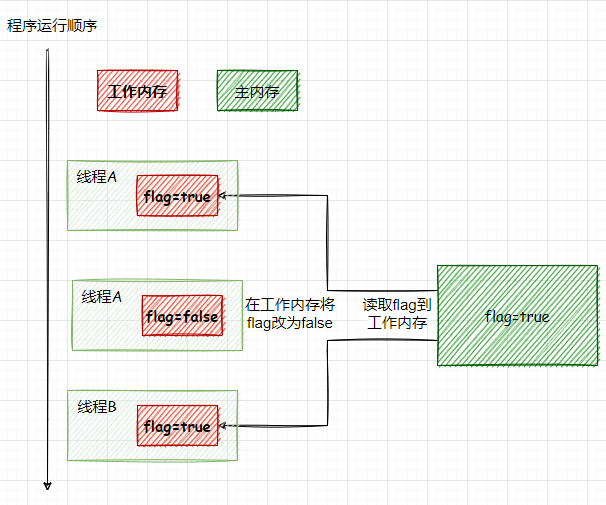 程序运行顺序
工作内存
主内存
线程A
flag=true
线程A
flag=false
在工作内存将
flag改为false
读取flag到
工作内存
flag=true
线程B
flag=true